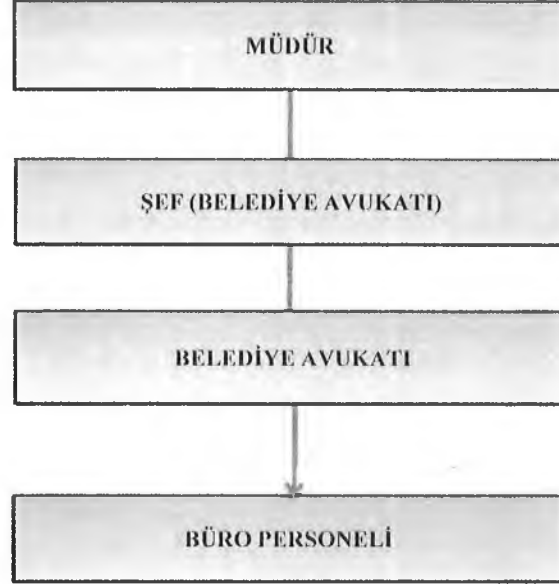 MÜDÜR
ŞEF (BELEDİYE AVUKATI)
BELEDİYE AVUKATI
BÜRO PERSONELİ